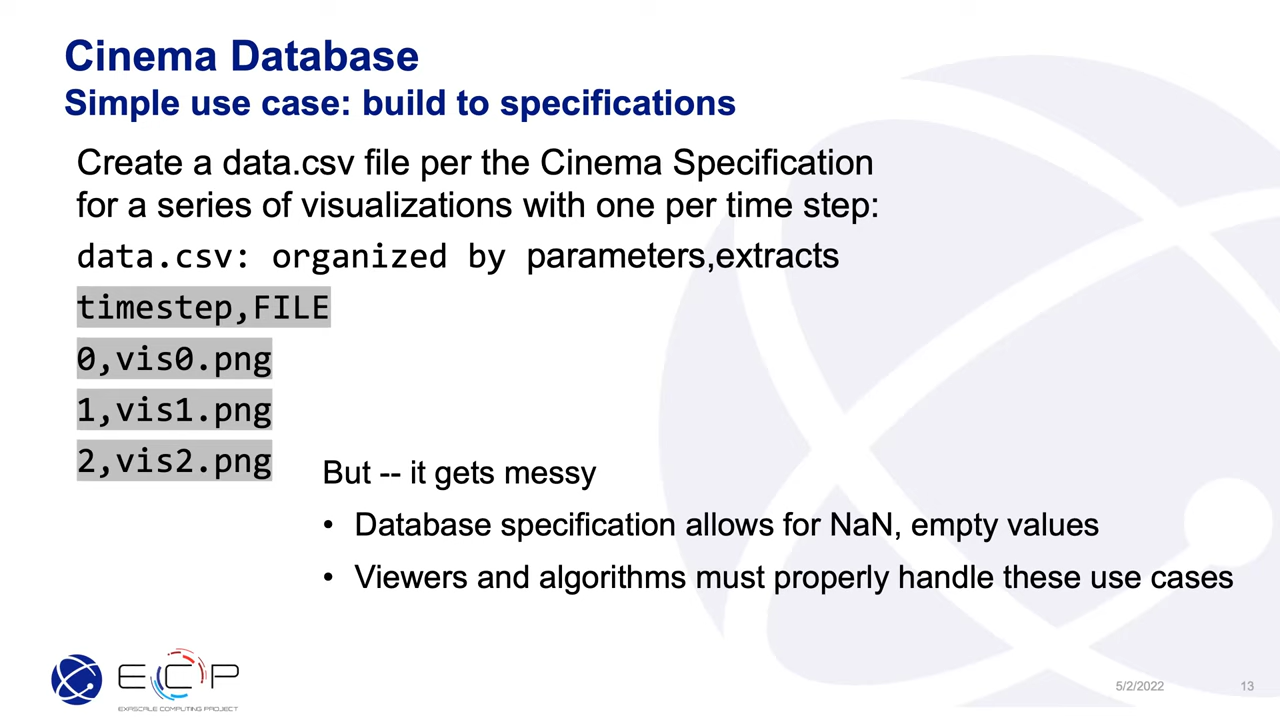 Cinema Database
Simple use case: build to specifications
Create a data.csv file per the Cinema Specification
for a series of visualizations with one per time step:
data.csv: organized by parameters,extracts
timestep,FILE
0,vis0.png
1,vis1.png
2,vis2.png
But -- it gets messy
• Database specification allows for NaN, empty values
• Viewers and algorithms must properly handle these use cases
ECP
EXASCALE COMPUTING PROJECT
5/2/2022
13